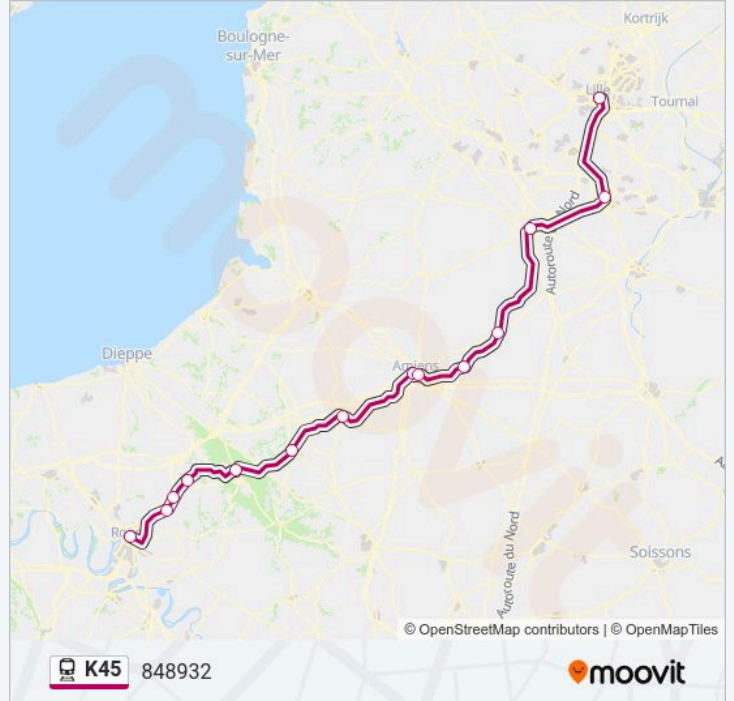 Kortrijk
Boulogne-
sur-Mer
Lille
Tournai
Nord
Autoroute
Dieppe
Amiens
moovit
Autoroute du Nord
Soissons
© OpenStreetMap contributors | © OpenMapTiles
K45 848932
moovit